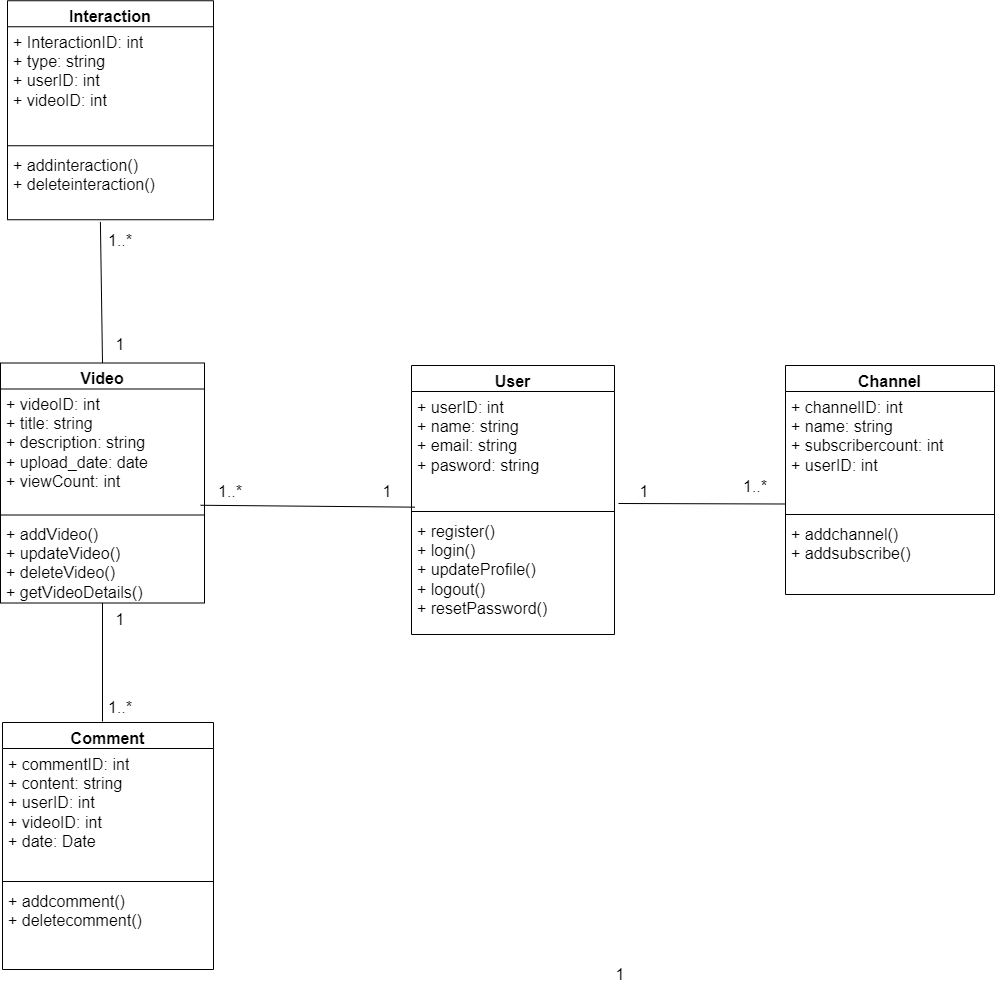 Interaction
+ InteractionID: int
+ type: string
+ userID: int
+ videoID: int
+ addinteraction()
+ deleteinteraction()
1..*
1
Video
+ videoID: int
+ title: string
+ description: string
+ upload_date: date
+ viewCount: int
+ addVideo()
+ updateVideo()
+ deleteVideo()
+ getVideoDetails()
1..*
1
User
+ userID: int
+ name: string
+ email: string
+ pasword: string
+ register()
+ login()
+ updateProfile()
+ logout()
+ resetPassword()
1
1..*
Channel
+ channelID: int
+ name: string
+ subscribercount: int
+ userID: int
+ addchannel()
+ addsubscribe()
1
1..*
Comment
+ commentID: int
+ content: string
+ userID: int
+ videoID: int
+ date: Date
+ addcomment()
+ deletecomment()
1